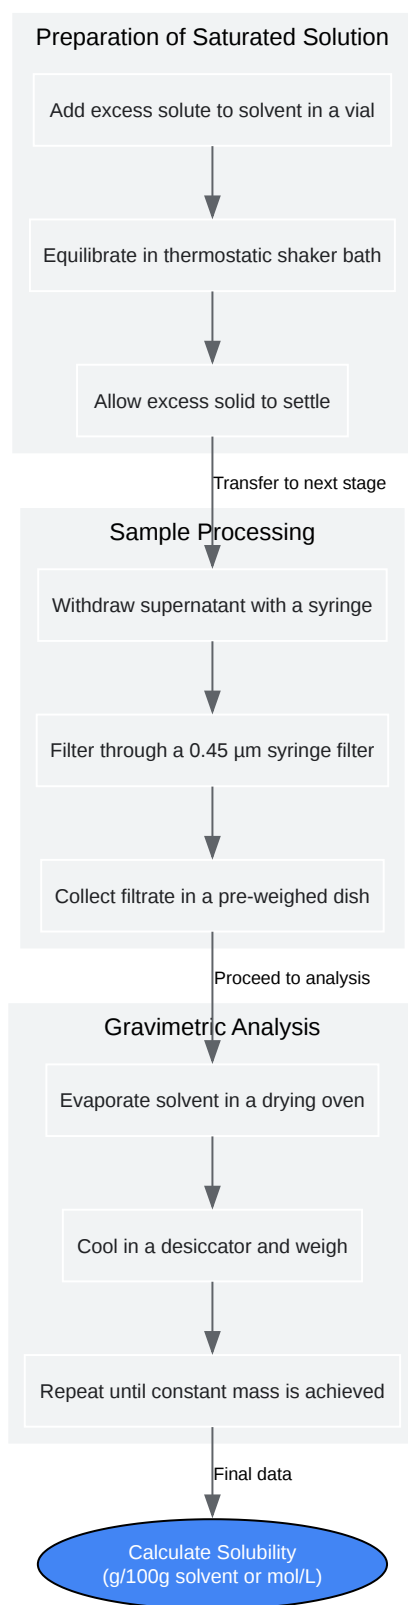 Preparation of Saturated Solution
Add excess solute to solvent in a vial
Equilibrate in thermostatic shaker bath
Allow excess solid to settle
Transfer to next stage
Sample Processing
Withdraw supernatant with a syringe
Filter through a 0.45 µm syringe filter
Collect filtrate in a pre-weighed dish
Proceed to analysis
Gravimetric Analysis
Evaporate solvent in a drying oven
Cool in a desiccator and weigh
Repeat until constant mass is achieved
Final data
Calculate Solubility
(g/100g solvent or mol/L)